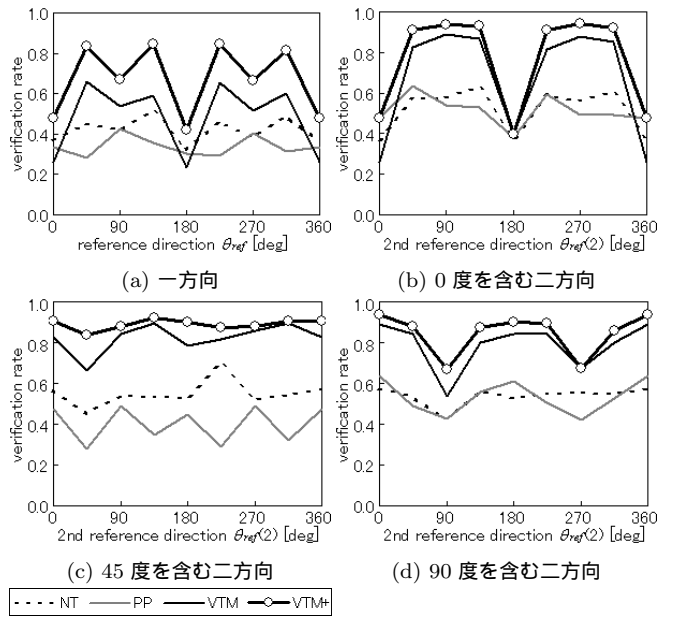 1.0
0.8
0.6
0.4
0.2
0.0
verification rate
0 90 180 270 360
reference direction θref [deg]
(a) 一方向
1.0
0.8
0.6
0.4
0.2
0.0
verification rate
0 90 180 270 360
2nd reference direction θref(2) [deg]
(b) 0 度を含む二方向
1.0
0.8
0.6
0.4
0.2
0.0
verification rate
0 90 180 270 360
2nd reference direction θref(2) [deg]
(c) 45 度を含む二方向
1.0
0.8
0.6
0.4
0.2
0.0
verification rate
0 90 180 270 360
2nd reference direction θref(2) [deg]
(d) 90 度を含む二方向
NT PP VTM VTM+